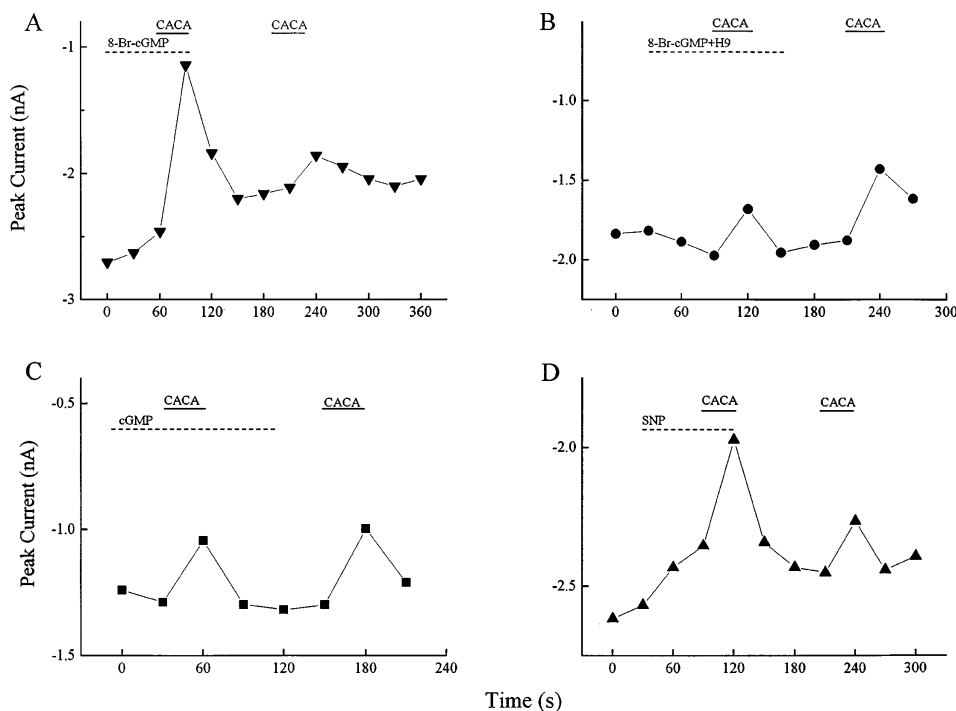 A
CACA CACA
8-Br-cGMP
Peak Current (nA)
-1
-2
-3
0 60 120 180 240 300 360
B
CACA CACA
8-Br-cGMP+H9
-1.0
-1.5
-2.0
0 60 120 180 240 300
C
CACA CACA
cGMP
Peak Current (nA)
-0.5
-1.0
-1.5
0 60 120 180 240
D
CACA CACA
SNP
-2.0
-2.5
0 60 120 180 240 300
Time (s)